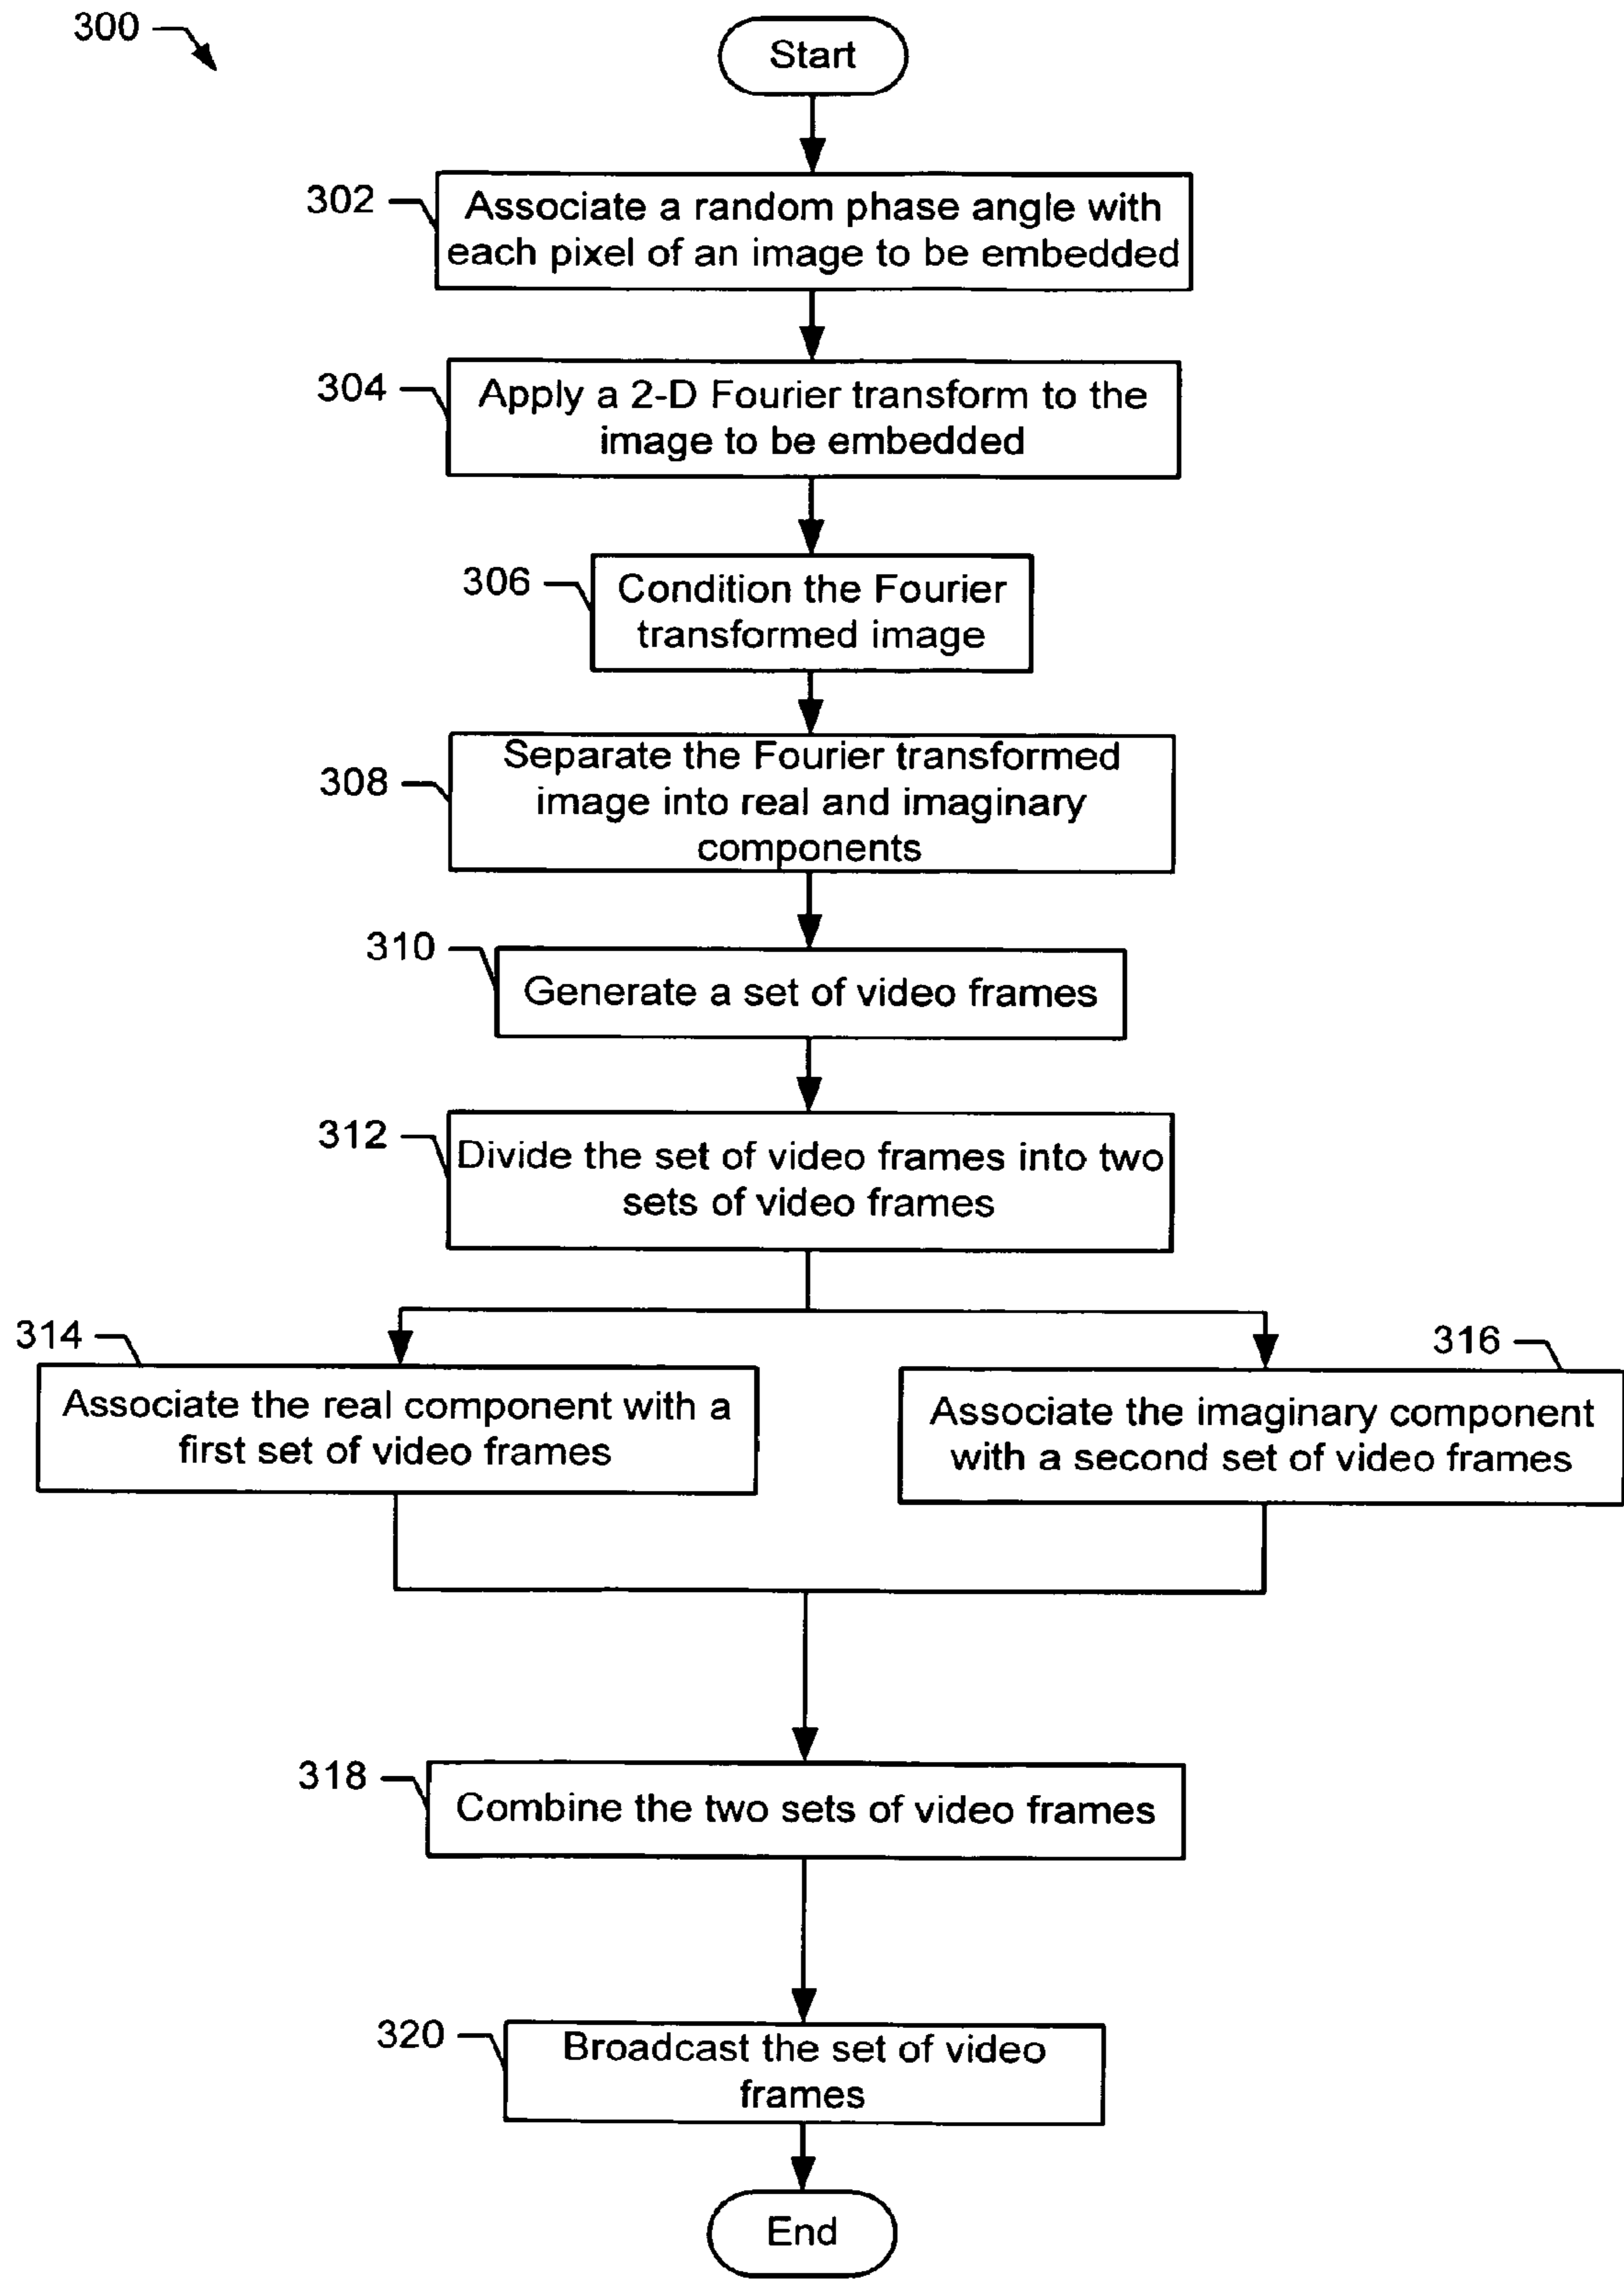 300
Start
302
Associate a random phase angle with
each pixel of an image to be embedded
304
Apply a 2-D Fourier transform to the
image to be embedded
306
Condition the Fourier
transformed image
308
Separate the Fourier transformed
image into real and imaginary
components
310
Generate a set of video frames
312
Divide the set of video frames into two
sets of video frames
314
Associate the real component with a
first set of video frames
316
Associate the imaginary component
with a second set of video frames
318
Combine the two sets of video frames
320
Broadcast the set of video
frames
End